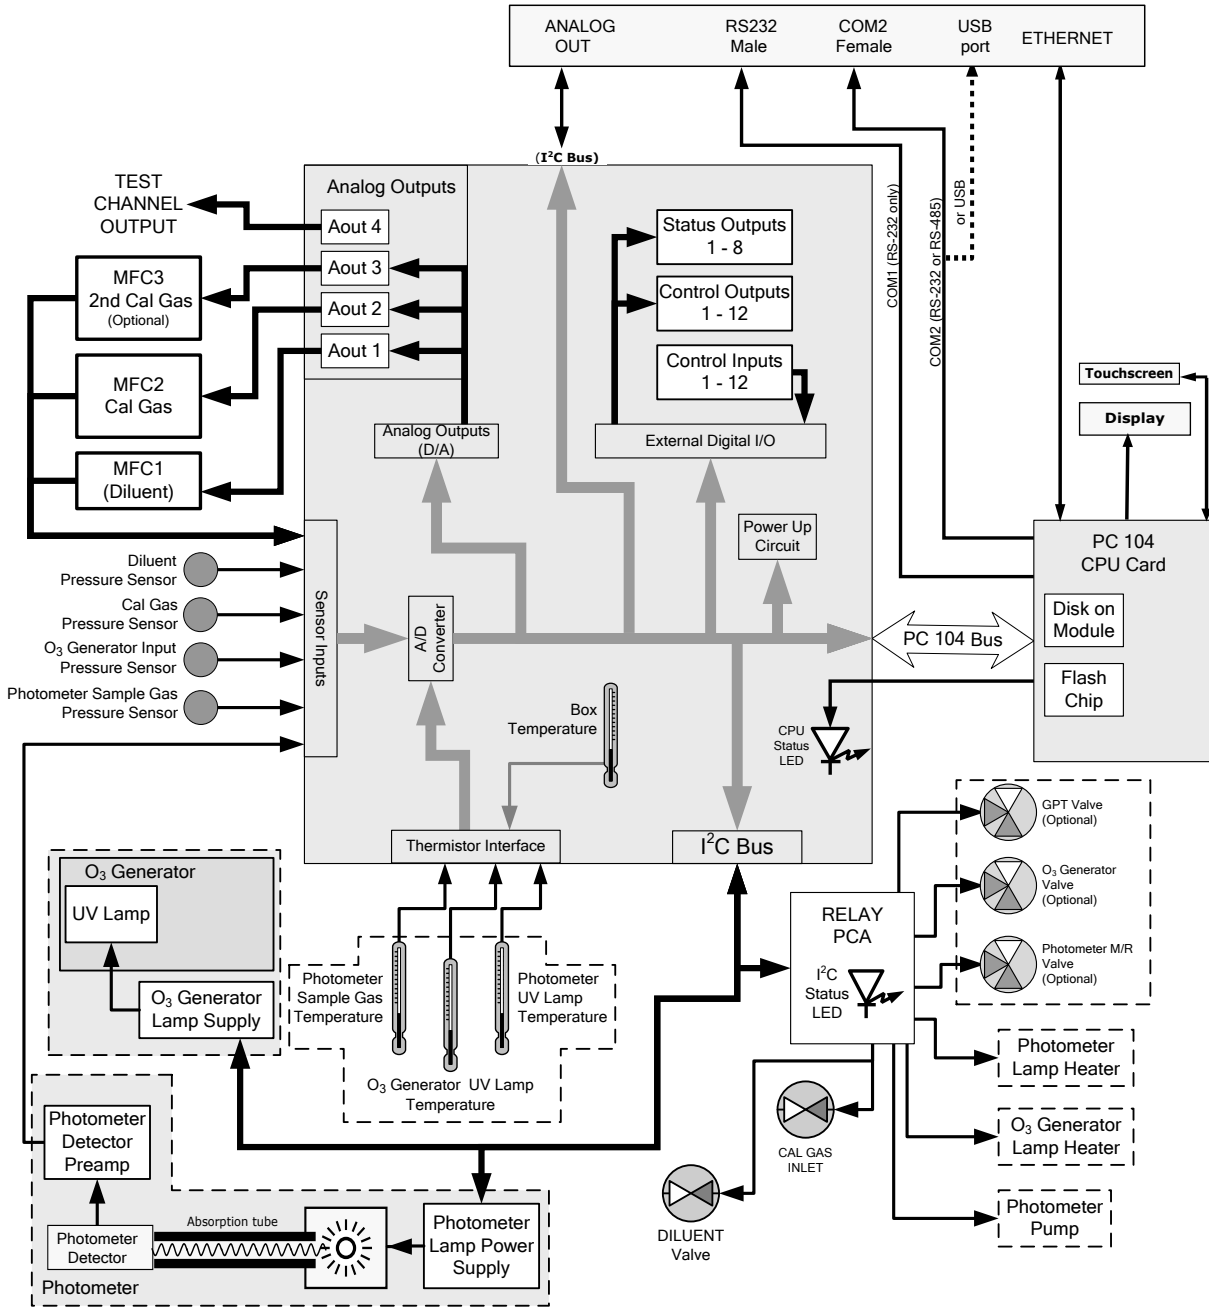 ANALOG
OUT
RS232
Male
COM2
Female
USB
port
ETHERNET
(I²C Bus)
TEST
CHANNEL
OUTPUT
Analog Outputs
Aout 4
Aout 3
Aout 2
Aout 1
MFC3
2nd Cal Gas
(Optional)
MFC2
Cal Gas
MFC1
(Diluent)
Status Outputs
1 - 8
Control Outputs
1 - 12
Control Inputs
1 - 12
COM1 (RS-232 only)
COM2 (RS-232 or RS-485)
or USB
Touchscreen
Display
Analog Outputs
(D/A)
External Digital I/O
Power Up
Circuit
PC 104
CPU Card
Disk on
Module
Flash
Chip
PC 104 Bus
Diluent
Pressure Sensor
Cal Gas
Pressure Sensor
O₃ Generator Input
Pressure Sensor
Photometer Sample Gas
Pressure Sensor
Sensor Inputs
A/D
Converter
Box
Temperature
CPU
Status
LED
Thermistor Interface
I²C Bus
GPT Valve
(Optional)
O₃ Generator
Valve
(Optional)
Photometer M/R
Valve
(Optional)
RELAY
PCA
I²C
Status
LED
O₃ Generator
UV Lamp
O₃ Generator
Lamp Supply
Photometer
Sample Gas
Temperature
Photometer
UV Lamp
Temperature
O₃ Generator UV Lamp
Temperature
Photometer
Lamp Heater
O₃ Generator
Lamp Heater
Photometer
Pump
CAL GAS
INLET
DILUENT
Valve
Photometer
Detector
Preamp
Photometer
Detector
Absorption tube
Photometer
Lamp Power
Supply
Photometer